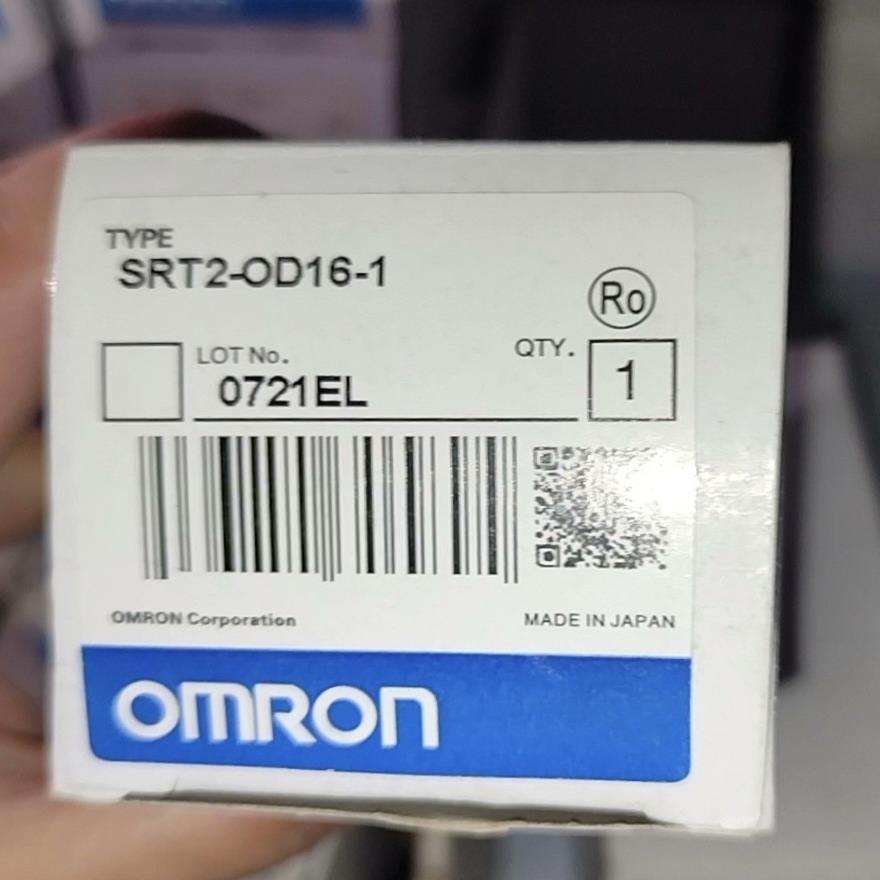 TYPE
SRT2-OD16-1
Ro
LOT No.
0721EL
QTY.
1
OMRON Corporation
MADE IN JAPAN
OMRON